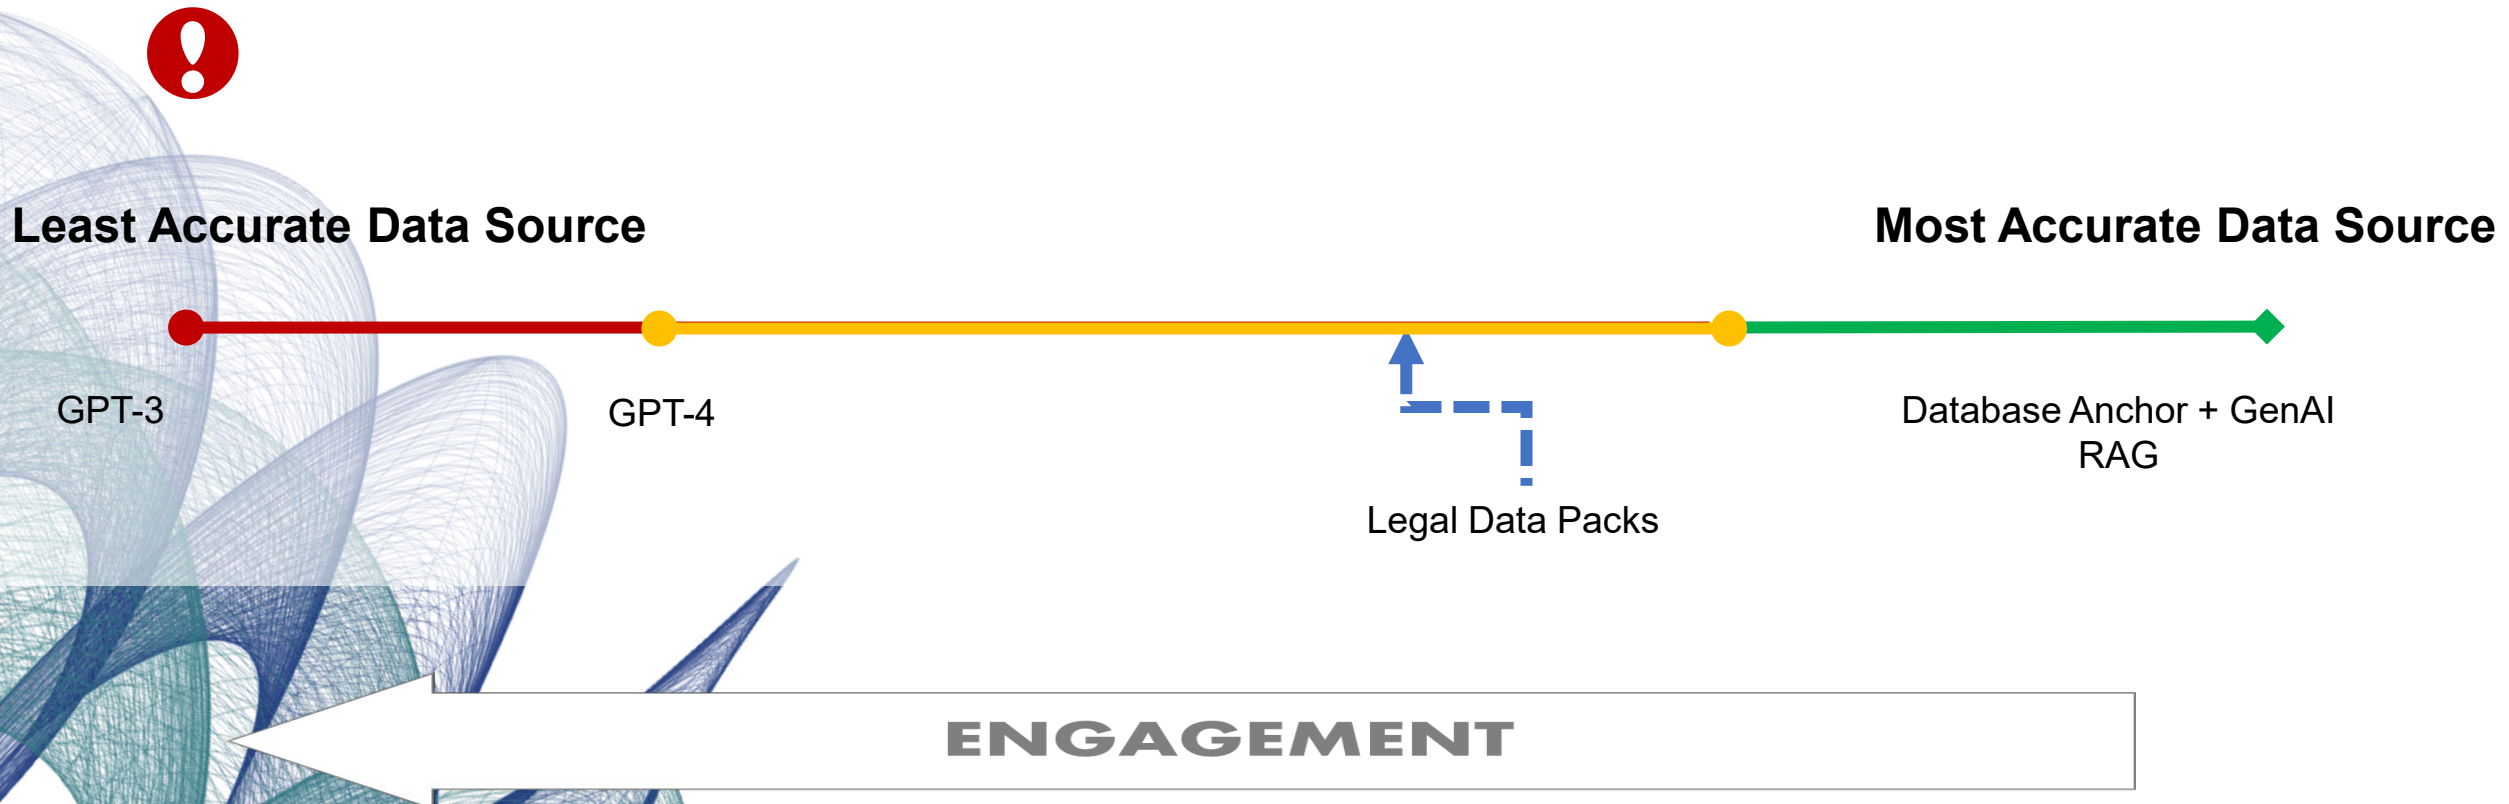 Least Accurate Data Source
Most Accurate Data Source
GPT-3
GPT-4
Database Anchor + GenAI
RAG
Legal Data Packs
ENGAGEMENT